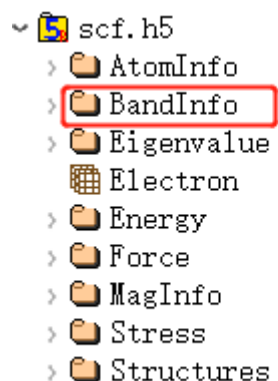 scf.h5
AtomInfo
BandInfo
Eigenvalue
Electron
Energy
Force
MagInfo
Stress
Structures